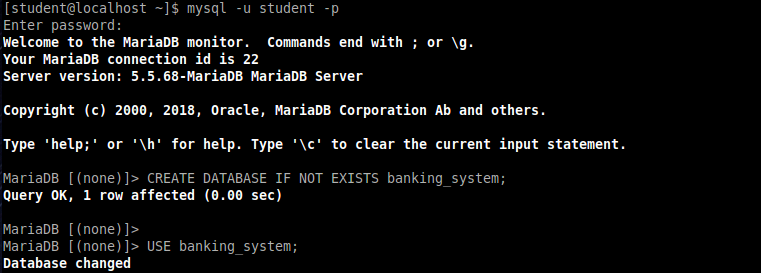 [student@localhost ~]$ mysql -u student -p
Enter password:
Welcome to the MariaDB monitor.  Commands end with ; or \g.
Your MariaDB connection id is 22
Server version: 5.5.68-MariaDB MariaDB Server
Copyright (c) 2000, 2018, Oracle, MariaDB Corporation Ab and others.
Type 'help;' or '\h' for help. Type '\c' to clear the current input statement.
MariaDB [(none)]> CREATE DATABASE IF NOT EXISTS banking_system;
Query OK, 1 row affected (0.00 sec)
MariaDB [(none)]>
MariaDB [(none)]> USE banking_system;
Database changed